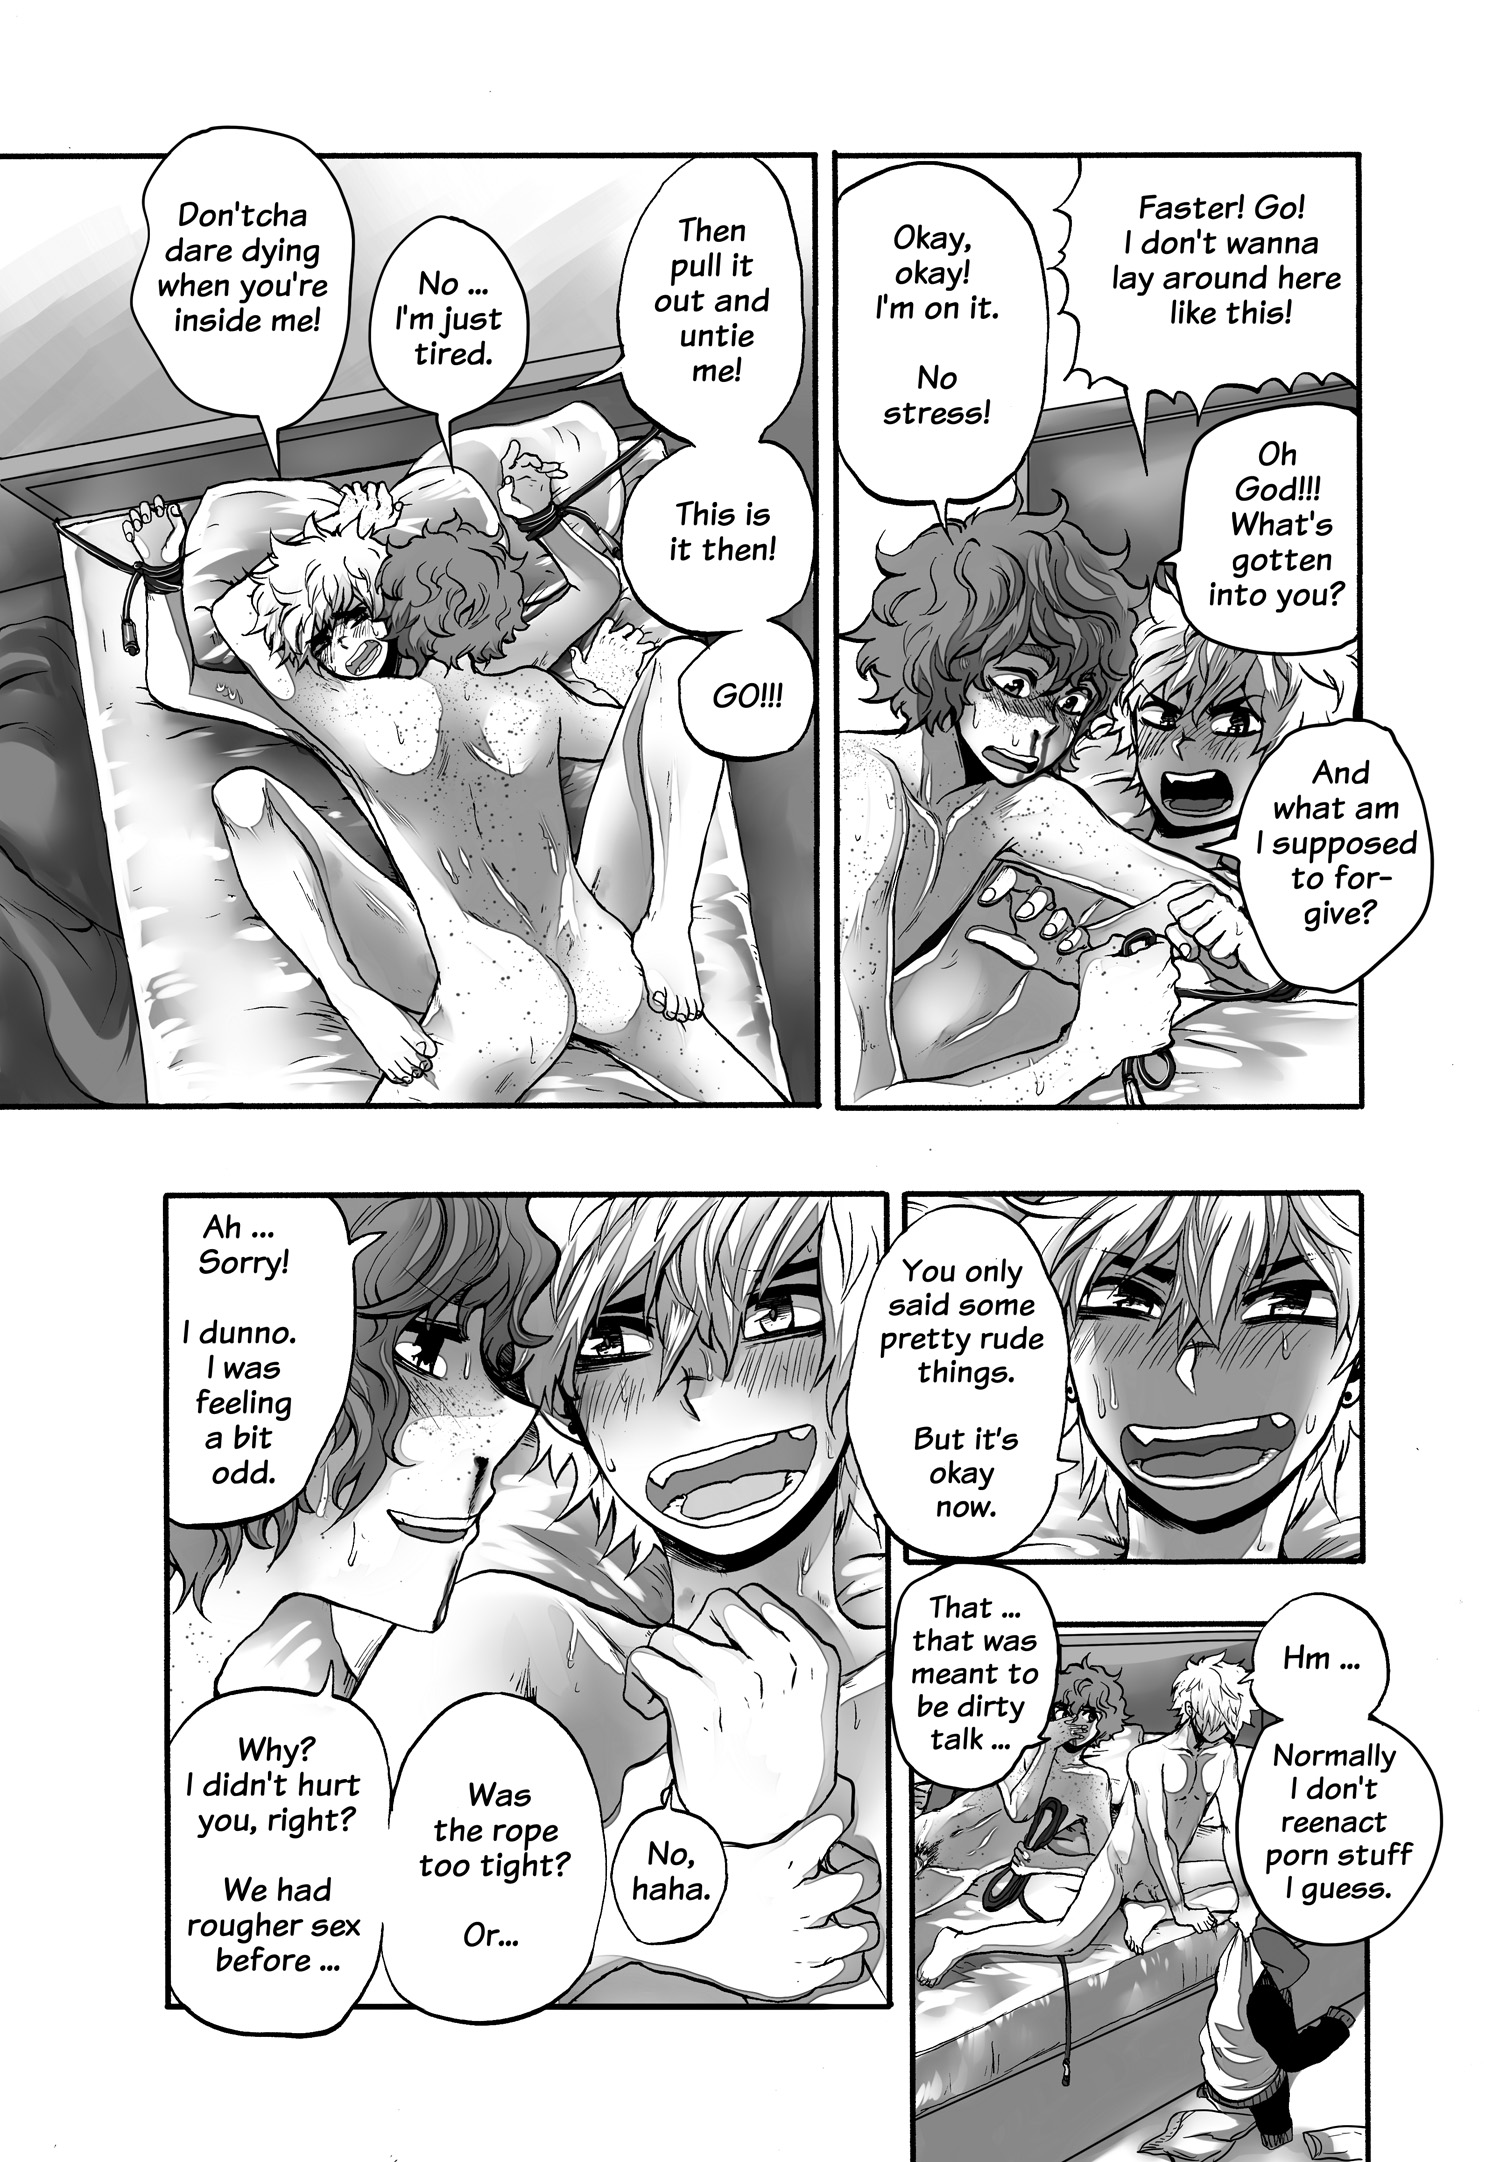 Don'tcha
dare dying
when you're
inside me!
No ...
I'm just
tired.
Then
pull it
out and
untie
me!
This is
it then!
GO!!!
Okay,
okay!
I'm on it.
No
stress!
Faster! Go!
I don't wanna
lay around here
like this!
Oh
God!!!
What's
gotten
into you?
And
what am
I supposed
to for-
give?
Ah ...
Sorry!
I dunno.
I was
feeling
a bit
odd.
Why?
I didn't hurt
you, right?
We had
rougher sex
before ...
Was
the rope
too tight?
Or...
No,
haha.
You only
said some
pretty rude
things.
But it's
okay
now.
That ...
that was
meant to
be dirty
talk ...
Hm ...
Normally
I don't
reenact
porn stuff
I guess.